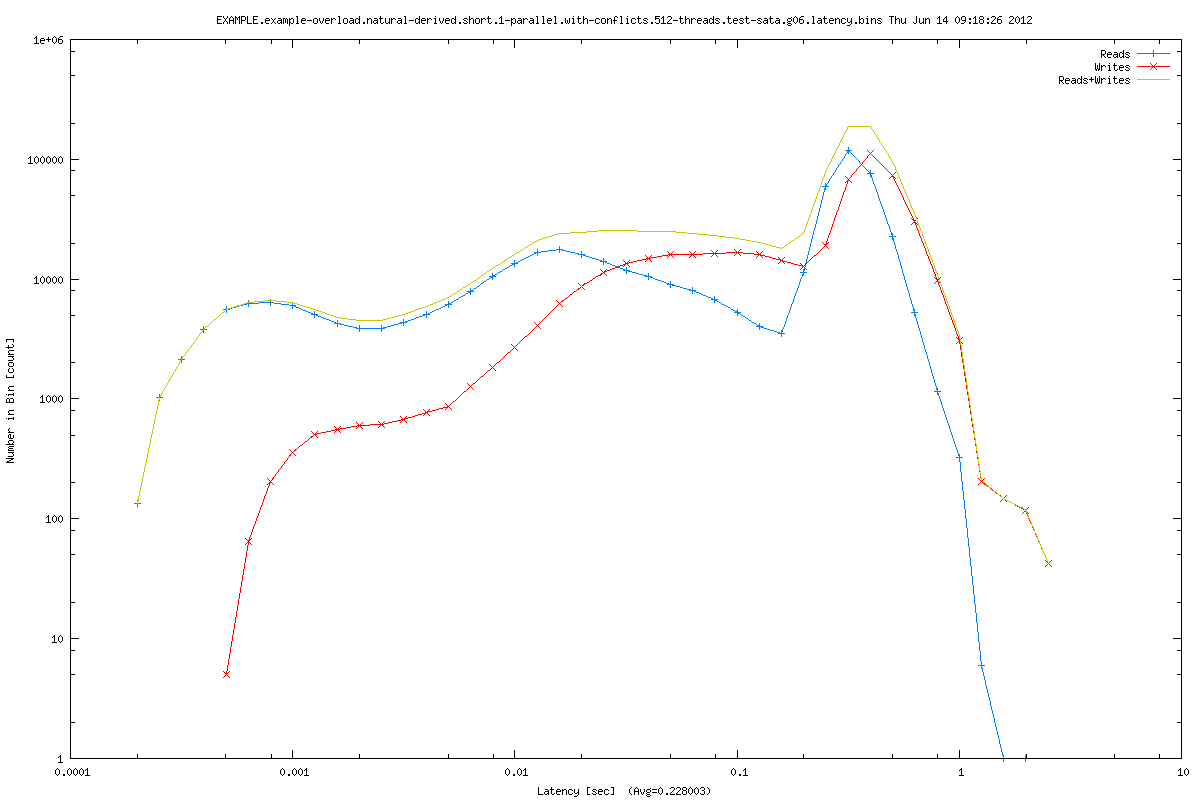 EXAMPLE.example-overload.natural-derived.short.1-parallel.with-conflicts.512-threads.test-sata.g06.latency.bins Thu Jun 14 09:18:26 2012
Reads
Writes
Reads+Writes
1e+06
100000
10000
1000
100
10
1
Number in Bin [count]
0.0001 0.001 0.01 0.1 1 10
Latency [sec] (Avg=0.228003)